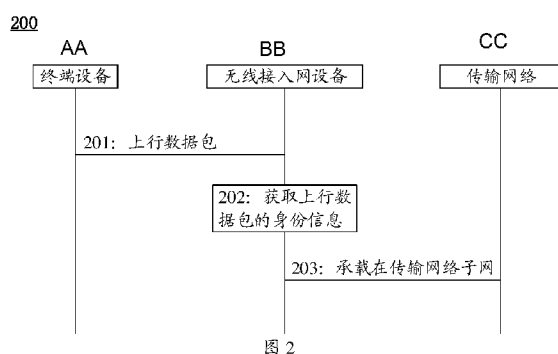 200
AA
BB
CC
终端设备
无线接入网设备
传输网络
201: 上行数据包
202: 获取上行数
据包的身份信息
203: 承载在传输网络子网
图 2